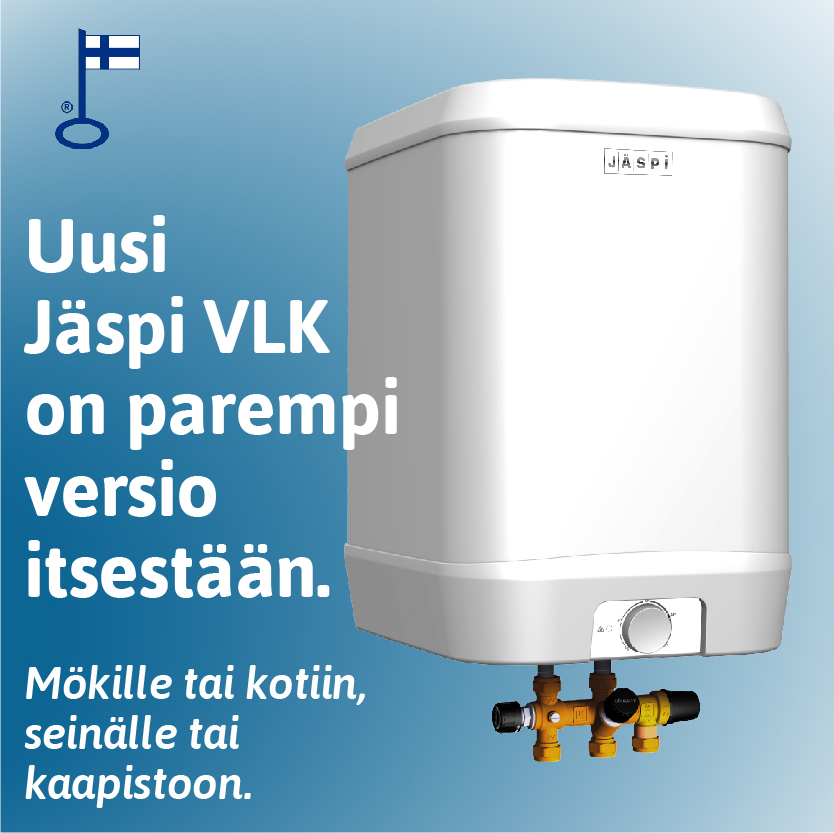 ®
JÄSPI
Uusi
Jäspi VLK
on parempi
versio
itsestään.
Mökille tai kotiin,
seinälle tai
kaapistoon.